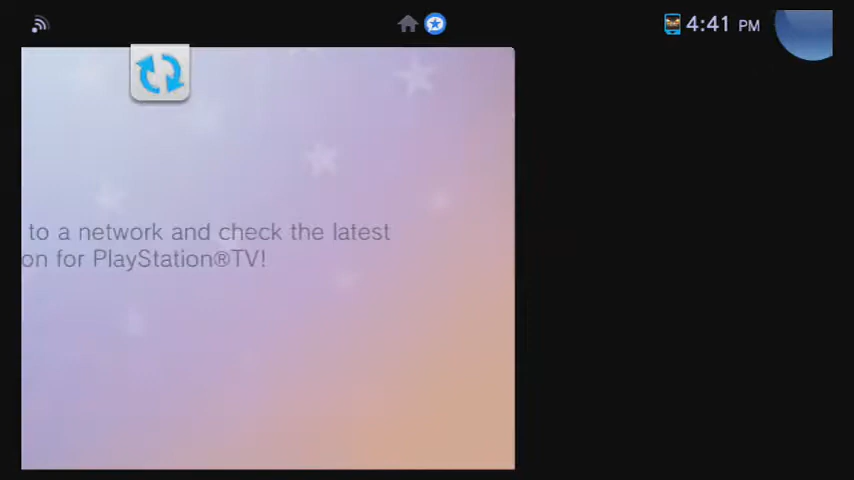 4:41 PM
to a network and check the latest
on for PlayStation®TV!